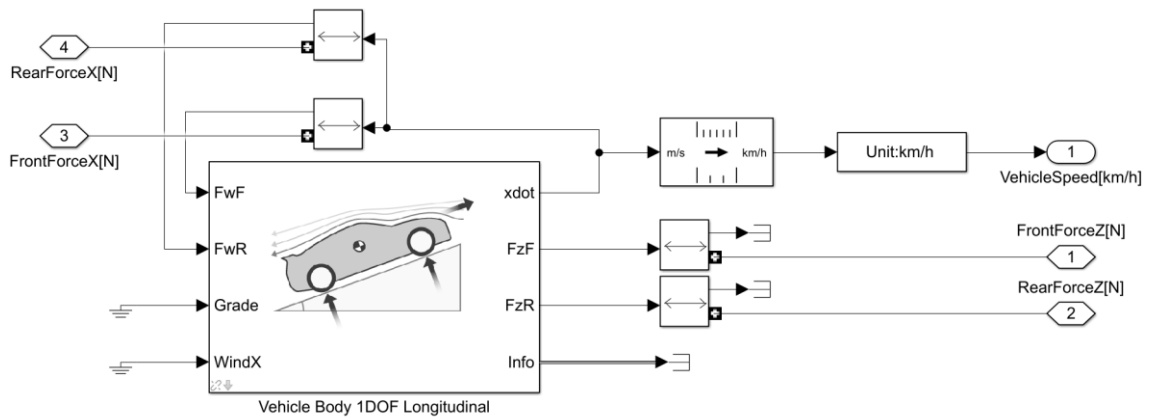 4
RearForceX[N]
3
FrontForceX[N]
m/s
km/h
Unit:km/h
1
VehicleSpeed[km/h]
FwF
xdot
FwR
FzF
FrontForceZ[N]
1
Grade
FzR
RearForceZ[N]
2
WindX
Info
Vehicle Body 1DOF Longitudinal